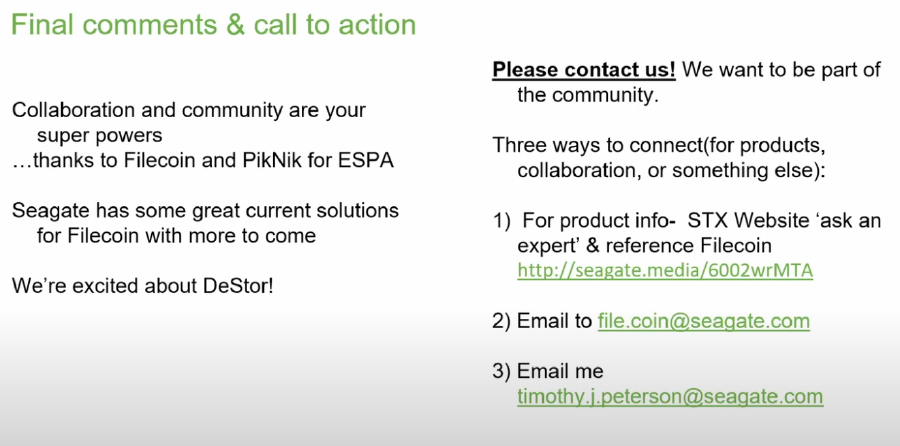 Final comments & call to action
Collaboration and community are your
super powers
...thanks to Filecoin and PikNik for ESPA
Seagate has some great current solutions
for Filecoin with more to come
We're excited about DeStor!
Please contact us! We want to be part of
the community.
Three ways to connect(for products,
collaboration, or something else):
1) For product info- STX Website ‘ask an
expert’ & reference Filecoin
http://seagate.media/6002wrMTA
2) Email to file.coin@seagate.com
3) Email me
timothy.j.peterson@seagate.com